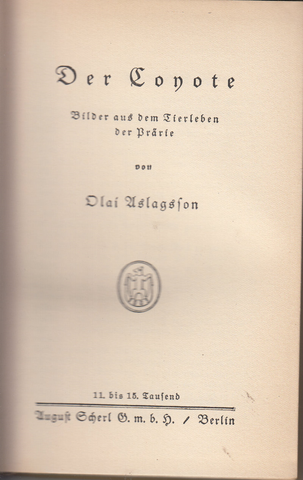 Der Coyote
Bilder aus dem Tierleben
der Prärie
von
Olai Aslagsson
11. bis 15. Tausend
August Scherl G. m. b. H. / Berlin